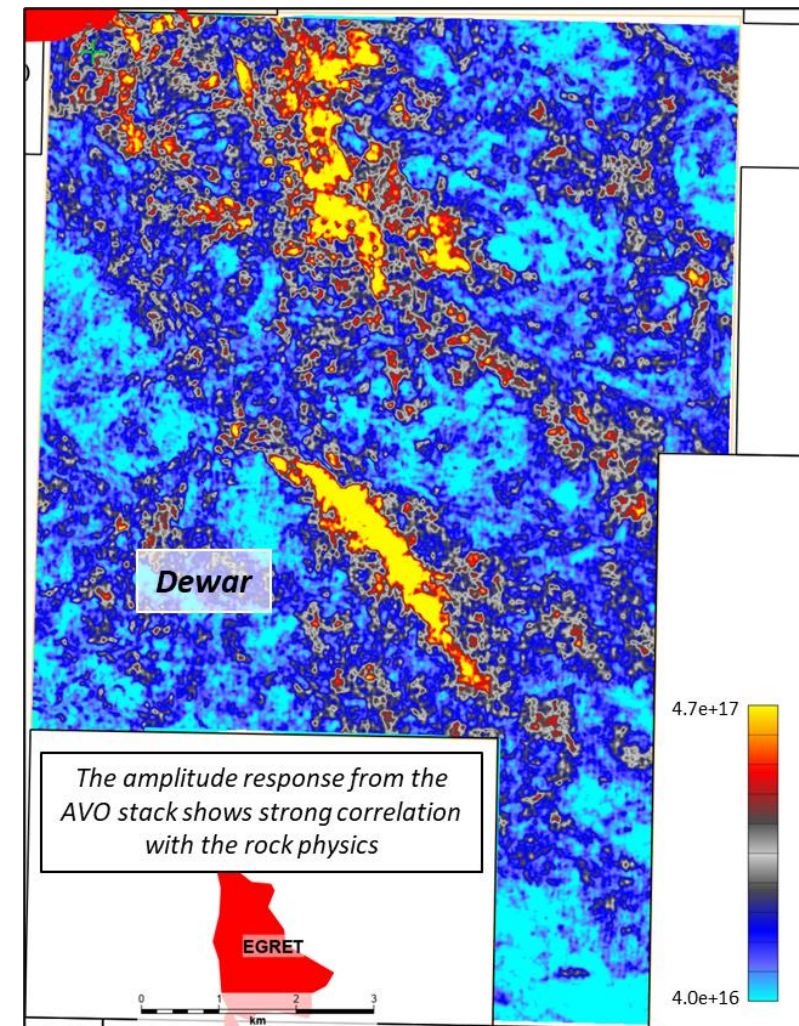 Dewar
4.7e+17
The amplitude response from the
AVO stack shows strong correlation
with the rock physics
EGRET
0 1 2 3
km
4.0e+16